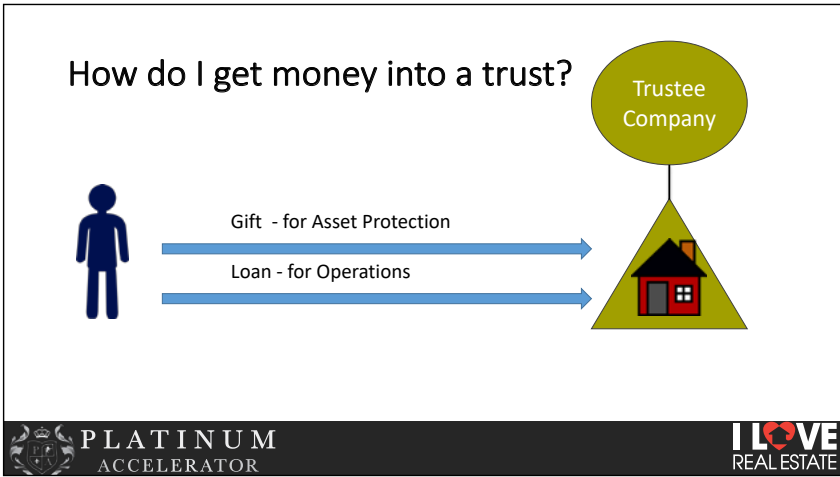 How do I get money into a trust?
Trustee
Company
Gift - for Asset Protection
Loan - for Operations
PLATINUM
ACCELERATOR
I LOVE
REAL ESTATE